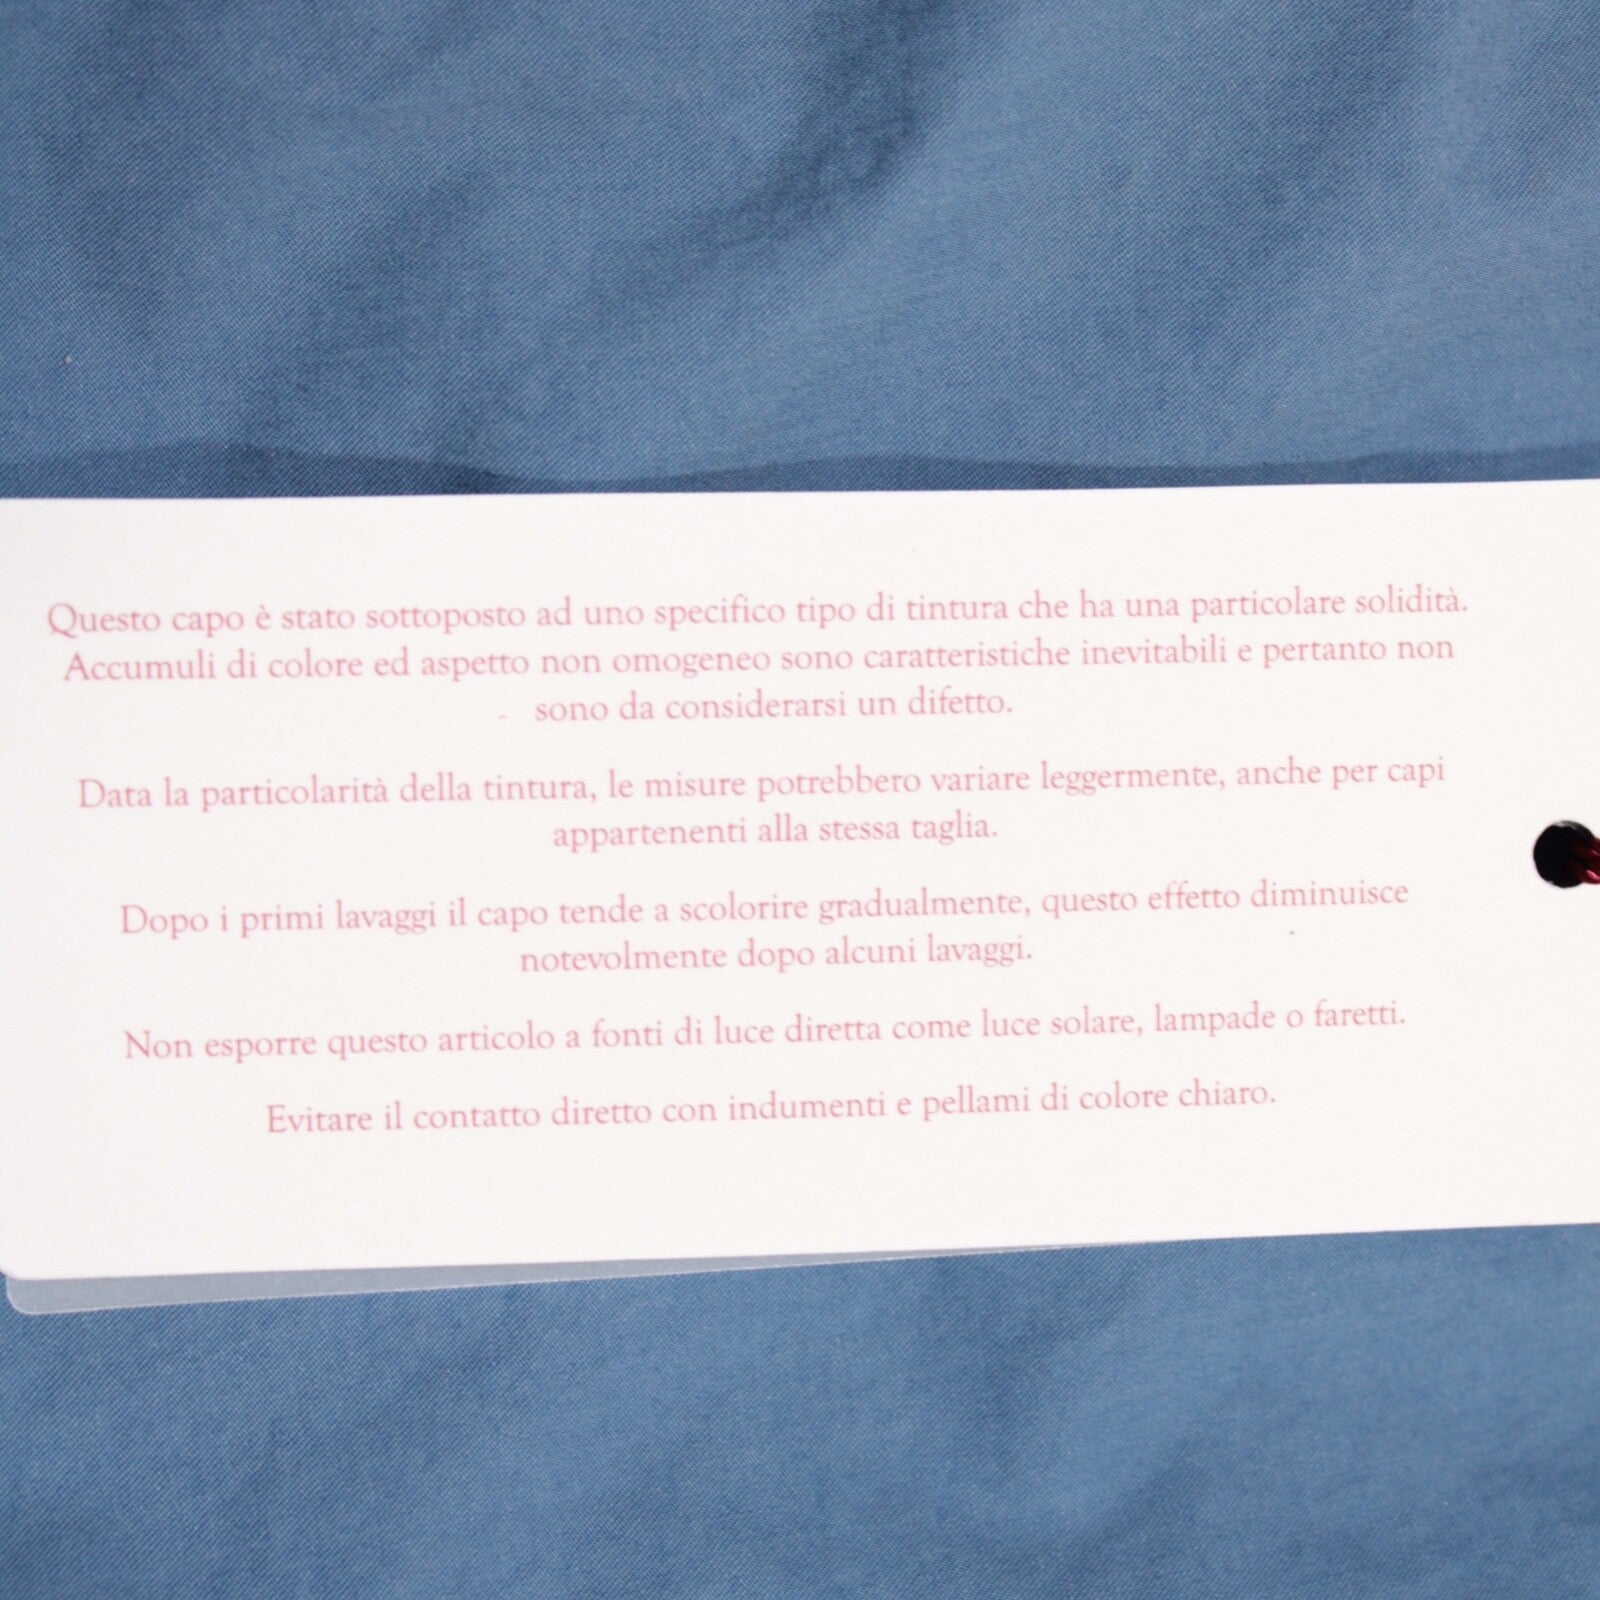 Questo capo è stato sottoposto ad uno specifico tipo di tintura che ha una particolare solidità.
Accumuli di colore ed aspetto non omogeneo sono caratteristiche inevitabili e pertanto non
sono da considerarsi un difetto.
Data la particolarità della tintura, le misure potrebbero variare leggermente, anche per capi
appartenenti alla stessa taglia.
Dopo i primi lavaggi il capo tende a scolorire gradualmente, questo effetto diminuisce
notevolmente dopo alcuni lavaggi.
Non esporre questo articolo a fonti di luce diretta come luce solare, lampade o faretti.
Evitare il contatto diretto con indumenti e pellami di colore chiaro.